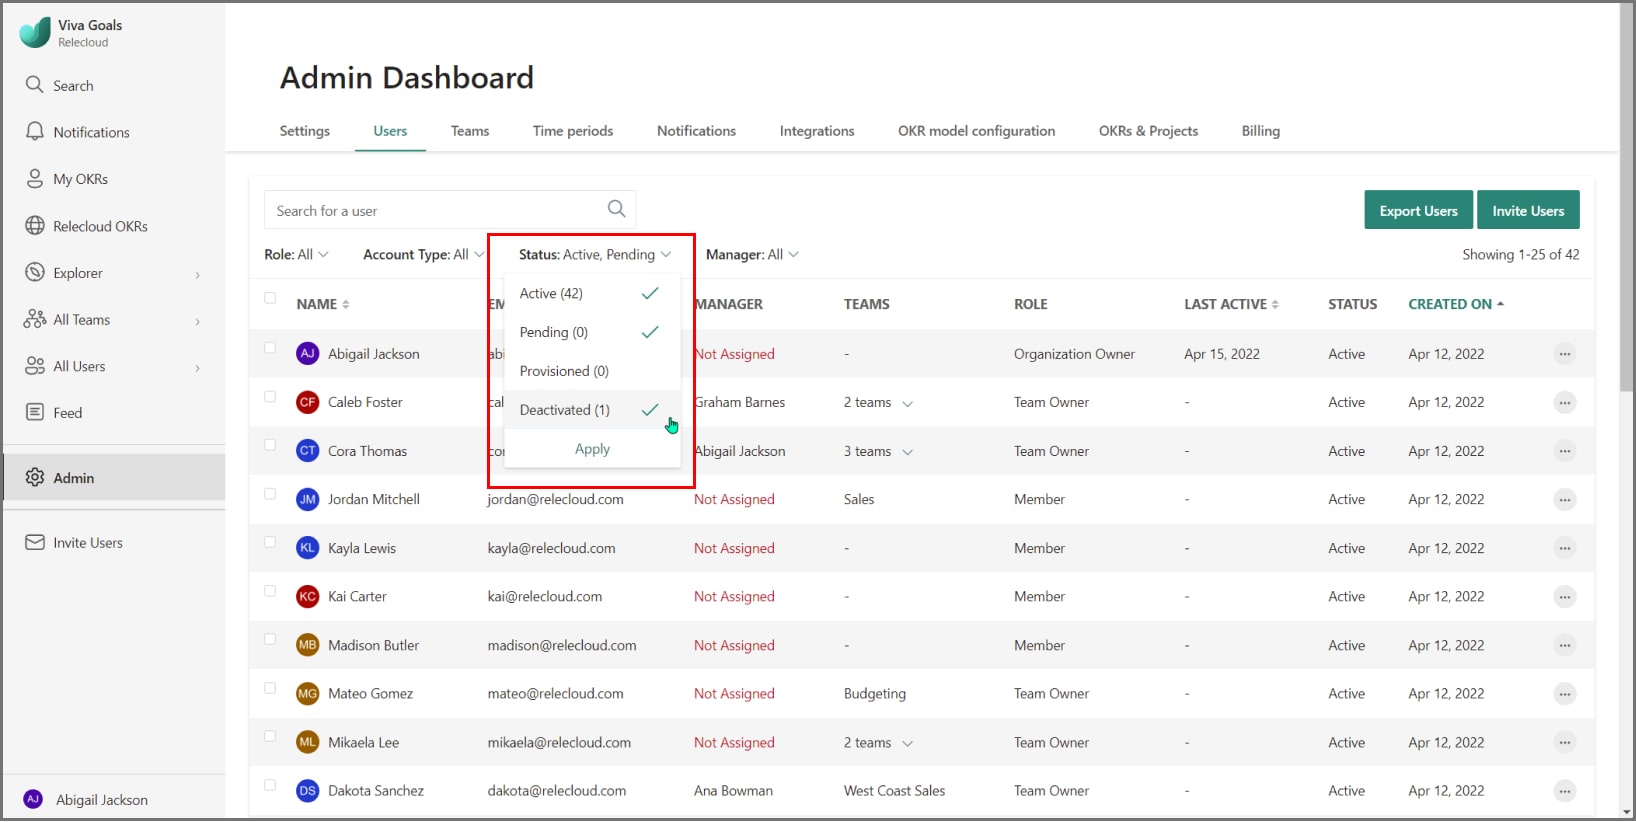 Viva Goals
Relecloud
Search
Notifications
My OKRs
Relecloud OKRs
Explorer
All Teams
All Users
Feed
Admin
Invite Users
AJ Abigail Jackson
Admin Dashboard
Settings Users Teams Time periods Notifications Integrations OKR model configuration OKRs & Projects Billing
Search for a user
Export Users Invite Users
Role: All Account Type: All Status: Active, Pending Manager: All Showing 1-25 of 42
Active (42)
Pending (0)
Provisioned (0)
Deactivated (1)
Apply
NAME EM MANAGER TEAMS ROLE LAST ACTIVE STATUS CREATED ON
AJ Abigail Jackson abi Not Assigned - Organization Owner Apr 15, 2022 Active Apr 12, 2022 ...
CF Caleb Foster cal Graham Barnes 2 teams Team Owner - Active Apr 12, 2022 ...
CT Cora Thomas cor Abigail Jackson 3 teams Team Owner - Active Apr 12, 2022 ...
JM Jordan Mitchell jordan@relecloud.com Not Assigned Sales Member - Active Apr 12, 2022 ...
KL Kayla Lewis kayla@relecloud.com Not Assigned - Member - Active Apr 12, 2022 ...
KC Kai Carter kai@relecloud.com Not Assigned - Member - Active Apr 12, 2022 ...
MB Madison Butler madison@relecloud.com Not Assigned - Member - Active Apr 12, 2022 ...
MG Mateo Gomez mateo@relecloud.com Not Assigned Budgeting Team Owner - Active Apr 12, 2022 ...
ML Mikaela Lee mikaela@relecloud.com Not Assigned 2 teams Team Owner - Active Apr 12, 2022 ...
DS Dakota Sanchez dakota@relecloud.com Ana Bowman West Coast Sales Team Owner - Active Apr 12, 2022 ...